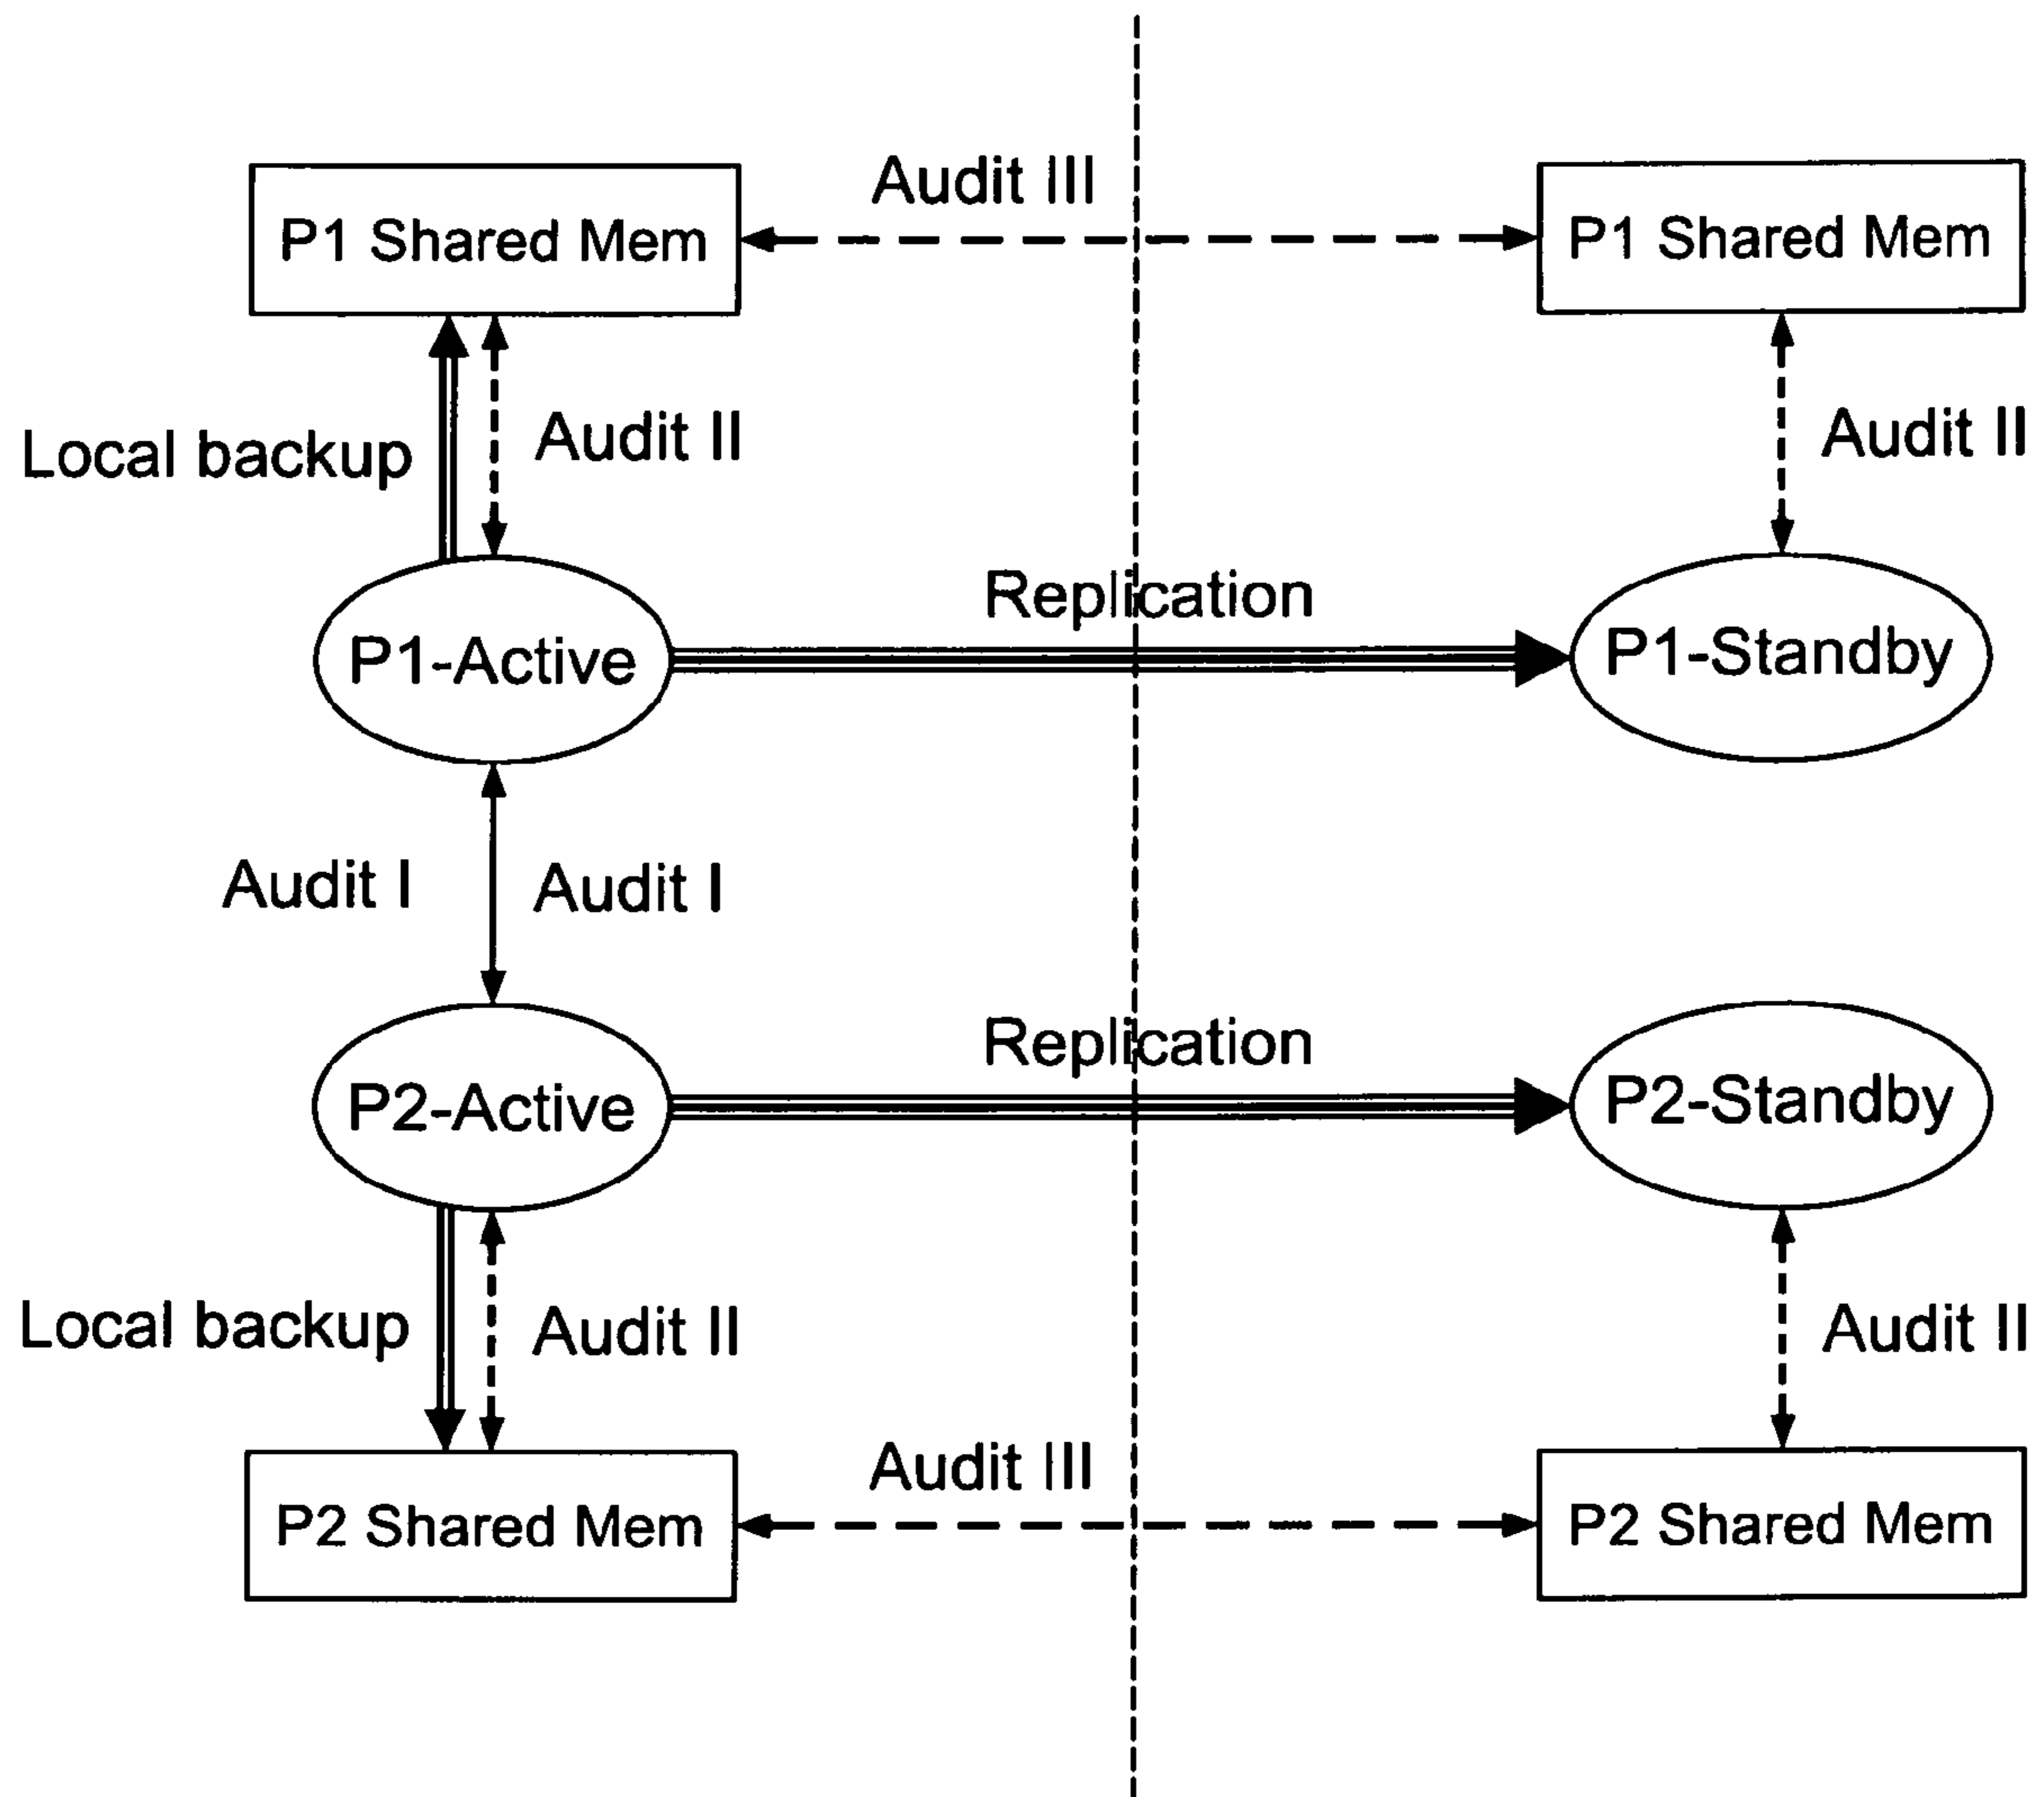 Audit III
P1 Shared Mem
P1 Shared Mem
Local backup
Audit II
Audit II
Replication
P1-Active
P1-Standby
Audit I
Audit I
Replication
P2-Active
P2-Standby
Local backup
Audit II
Audit II
Audit III
P2 Shared Mem
P2 Shared Mem